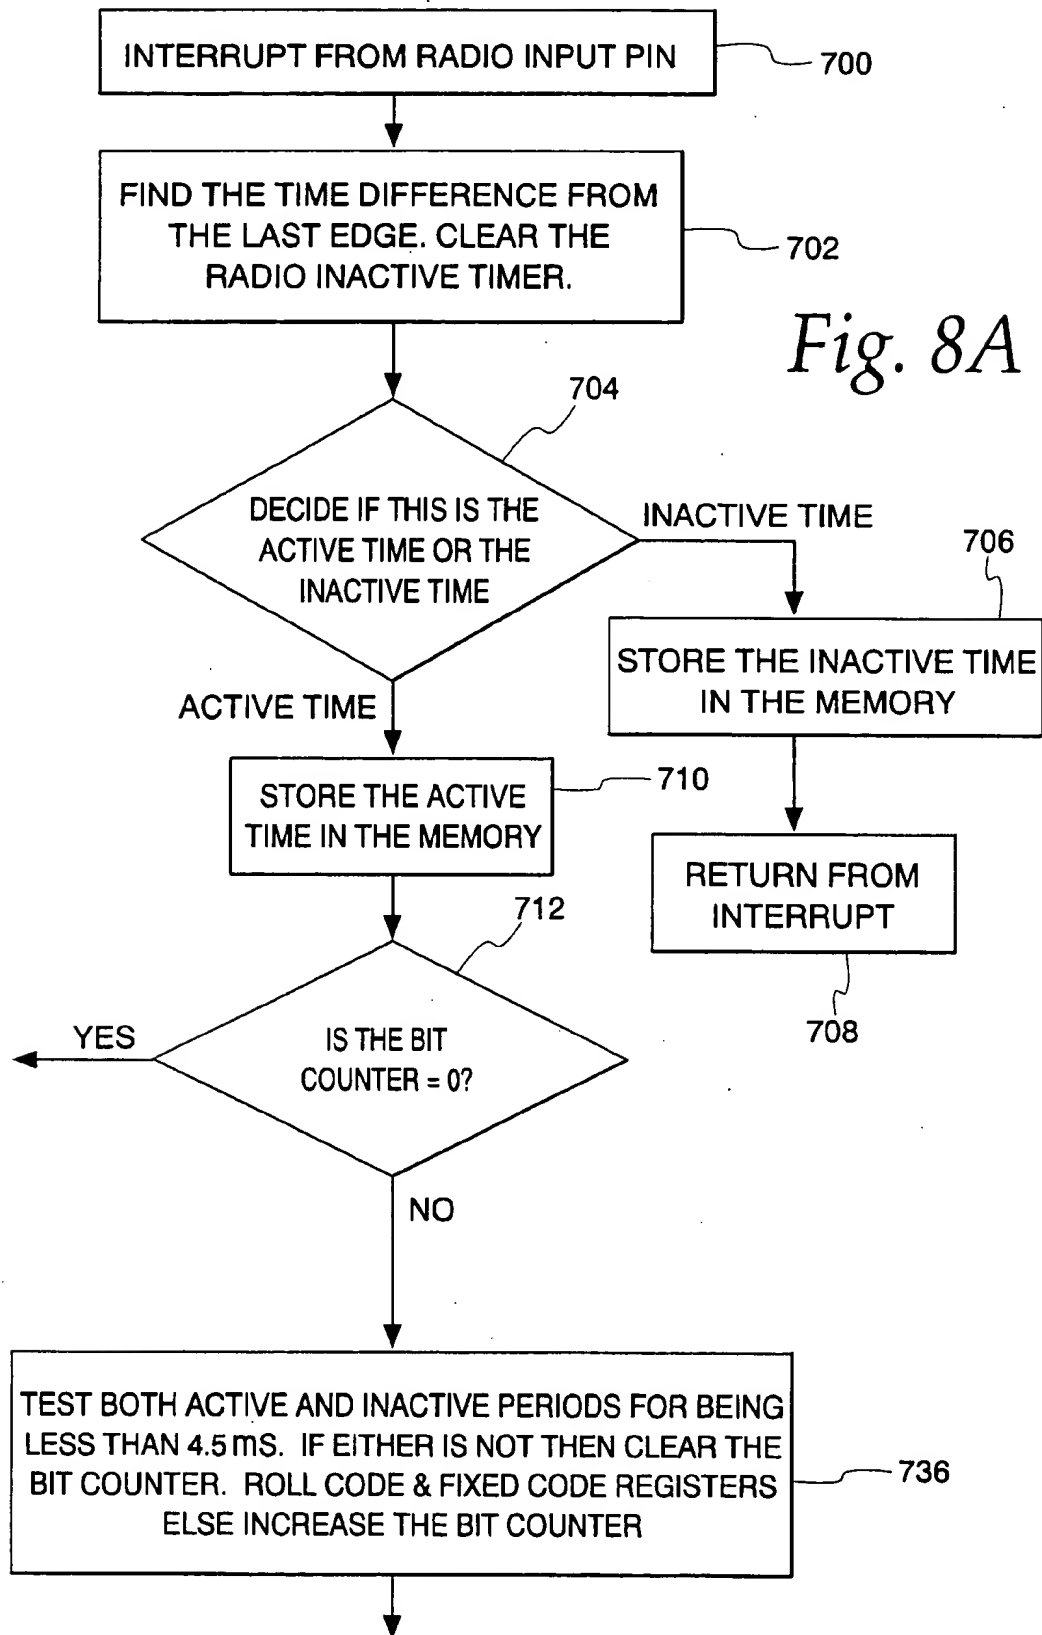 INTERRUPT FROM RADIO INPUT PIN
700
FIND THE TIME DIFFERENCE FROM
THE LAST EDGE. CLEAR THE
RADIO INACTIVE TIMER.
702
Fig. 8A
704
DECIDE IF THIS IS THE
ACTIVE TIME OR THE
INACTIVE TIME
INACTIVE TIME
706
STORE THE INACTIVE TIME
IN THE MEMORY
ACTIVE TIME
710
STORE THE ACTIVE
TIME IN THE MEMORY
RETURN FROM
INTERRUPT
708
712
YES
IS THE BIT
COUNTER = 0?
NO
TEST BOTH ACTIVE AND INACTIVE PERIODS FOR BEING
LESS THAN 4.5 mS. IF EITHER IS NOT THEN CLEAR THE
BIT COUNTER. ROLL CODE & FIXED CODE REGISTERS
ELSE INCREASE THE BIT COUNTER
736